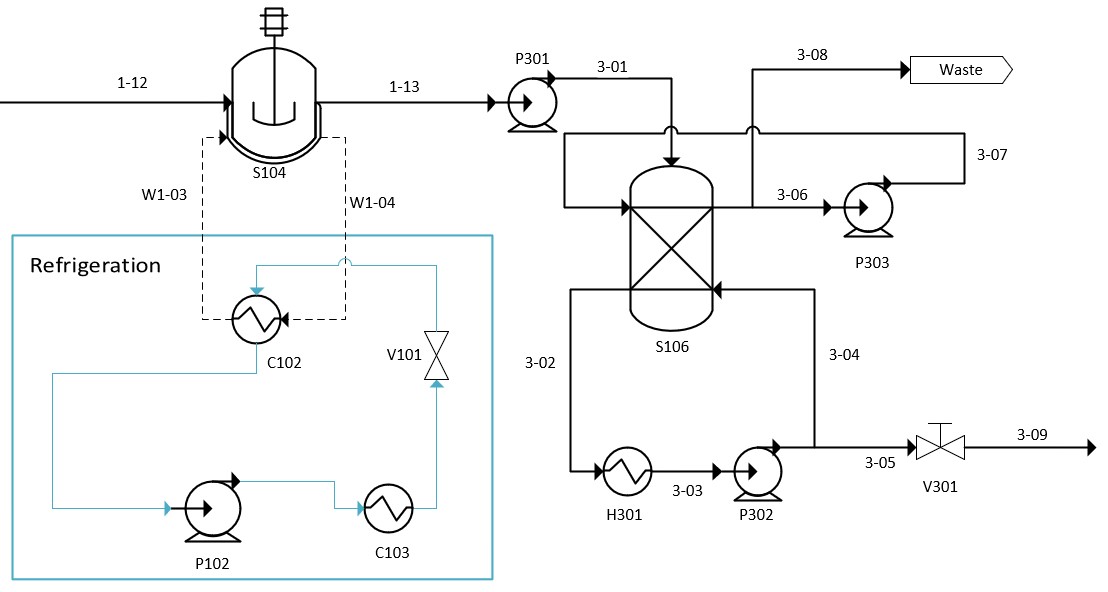 1-12
1-13
P301
3-01
3-08
Waste
S104
W1-03
W1-04
3-07
3-06
P303
Refrigeration
C102
V101
S106
3-02
3-04
3-09
3-05
V301
3-03
H301
P302
C103
P102